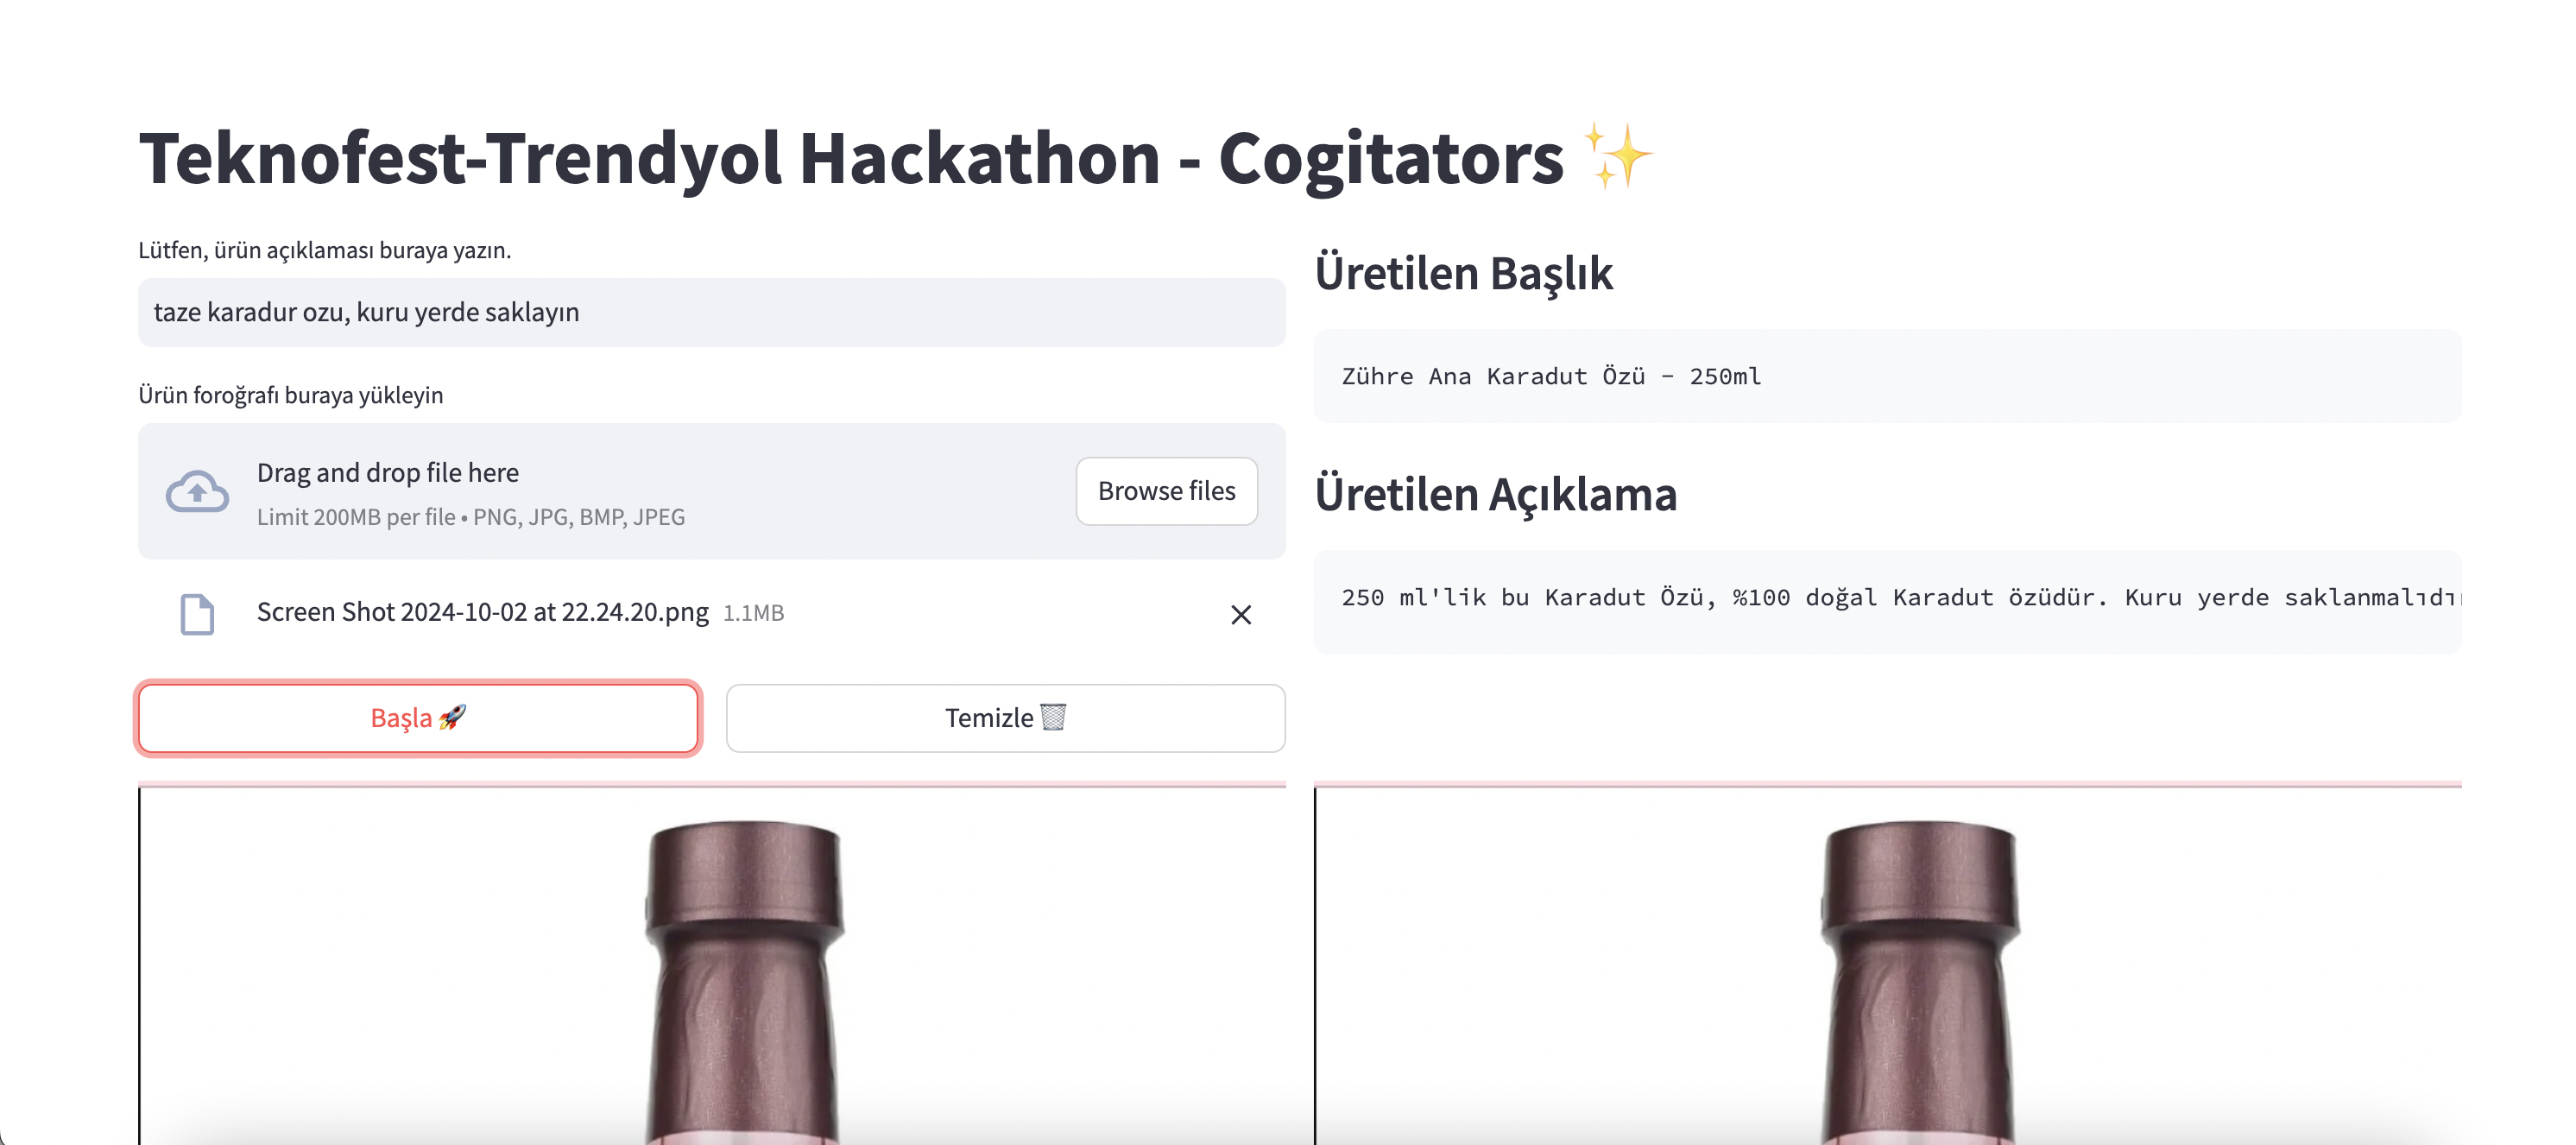 Teknofest-Trendyol Hackathon - Cogitators ✨
Lütfen, ürün açıklaması buraya yazın.
taze karadur ozu, kuru yerde saklayın
Ürün foroğrafı buraya yükleyin
Drag and drop file here
Limit 200MB per file • PNG, JPG, BMP, JPEG
Browse files
Screen Shot 2024-10-02 at 22.24.20.png 1.1MB
Başla 🚀
Temizle 🗑️
Üretilen Başlık
Zühre Ana Karadut Özü - 250ml
Üretilen Açıklama
250 ml'lik bu Karadut Özü, %100 doğal Karadut özüdür. Kuru yerde saklanmalıdır